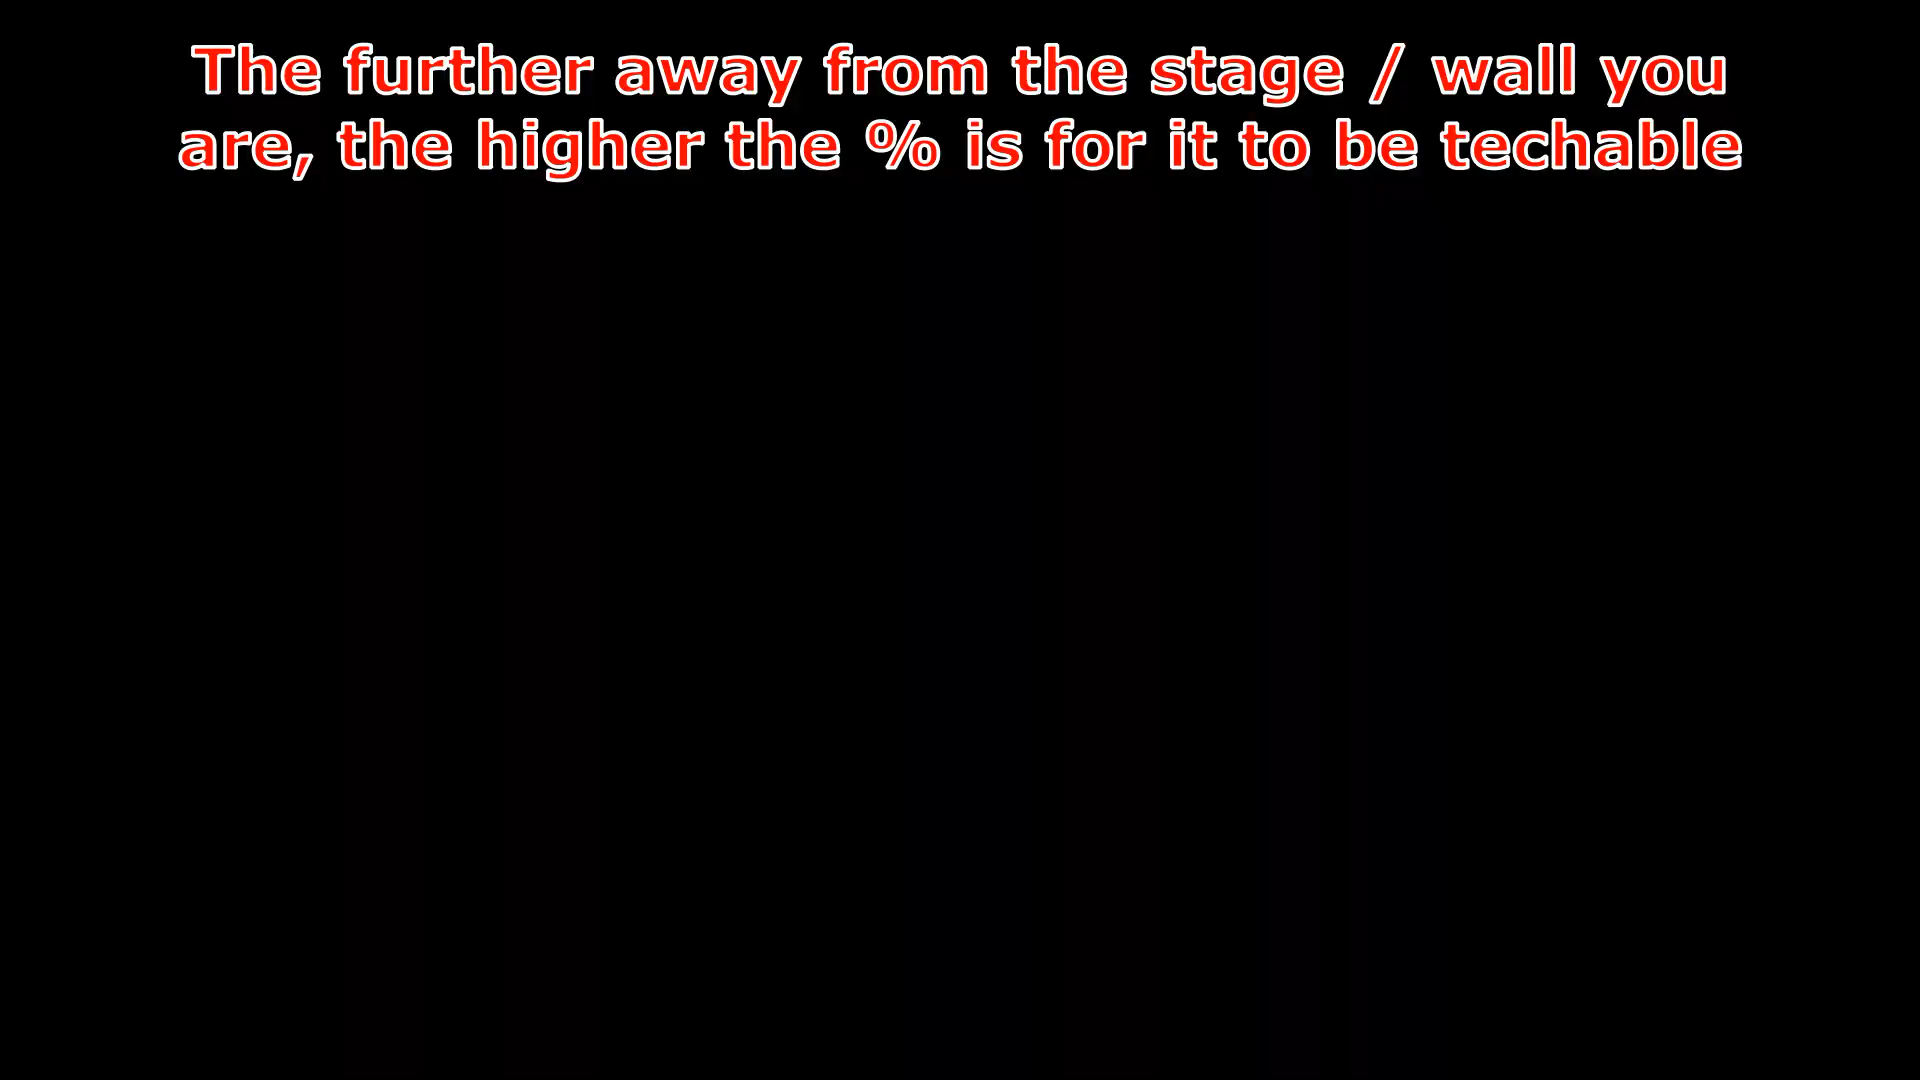 The further away from the stage / wall you
are, the higher the % is for it to be techable